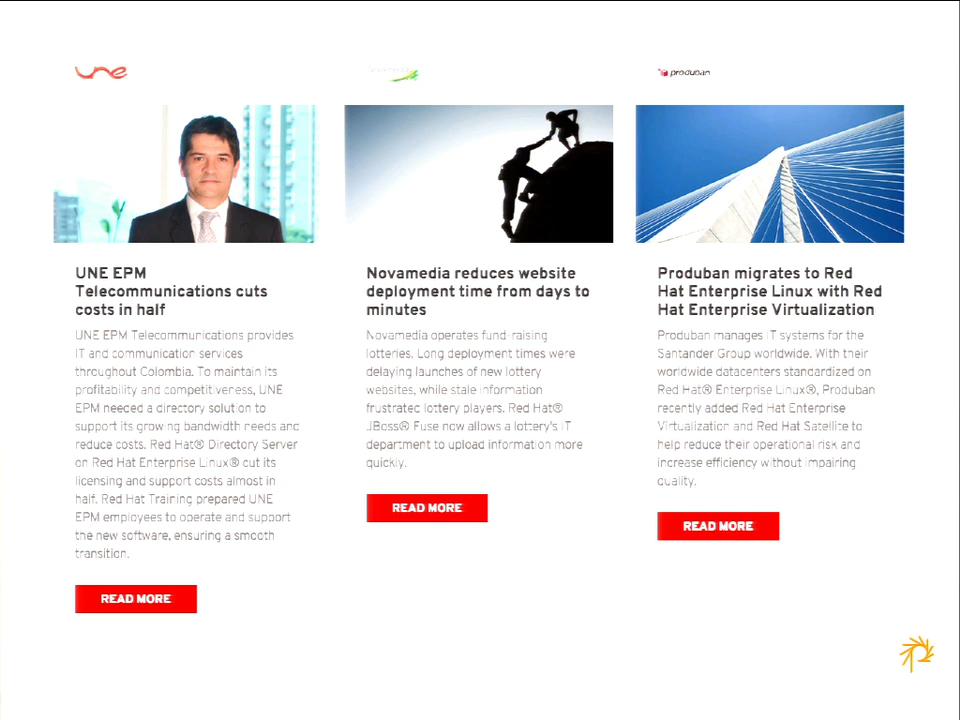 une
produban
UNE EPM
Telecommunications cuts
costs in half
UNE EPM Telecommunications provides
IT and communication services
throughout Colombia. To maintain its
profitability and competitiveness, UNE
EPM needed a directory solution to
support its growing bandwidth needs and
reduce costs. Red Hat® Directory Server
on Red Hat Enterprise Linux® cut its
licensing and support costs almost in
half. Red Hat Training prepared UNE
EPM employees to operate and support
the new software, ensuring a smooth
transition.
READ MORE
Novamedia reduces website
deployment time from days to
minutes
Novamedia operates fund-raising
lotteries. Long deployment times were
delaying launches of new lottery
websites, while stale information
frustrated lottery players. Red Hat®
JBoss® Fuse now allows a lottery's IT
department to upload information more
quickly.
READ MORE
Produban migrates to Red
Hat Enterprise Linux with Red
Hat Enterprise Virtualization
Produban manages IT systems for the
Santander Group worldwide. With their
worldwide datacenters standardized on
Red Hat® Enterprise Linux®, Produban
recently added Red Hat Enterprise
Virtualization and Red Hat Satellite to
help reduce their operational risk and
increase efficiency without impairing
quality.
READ MORE